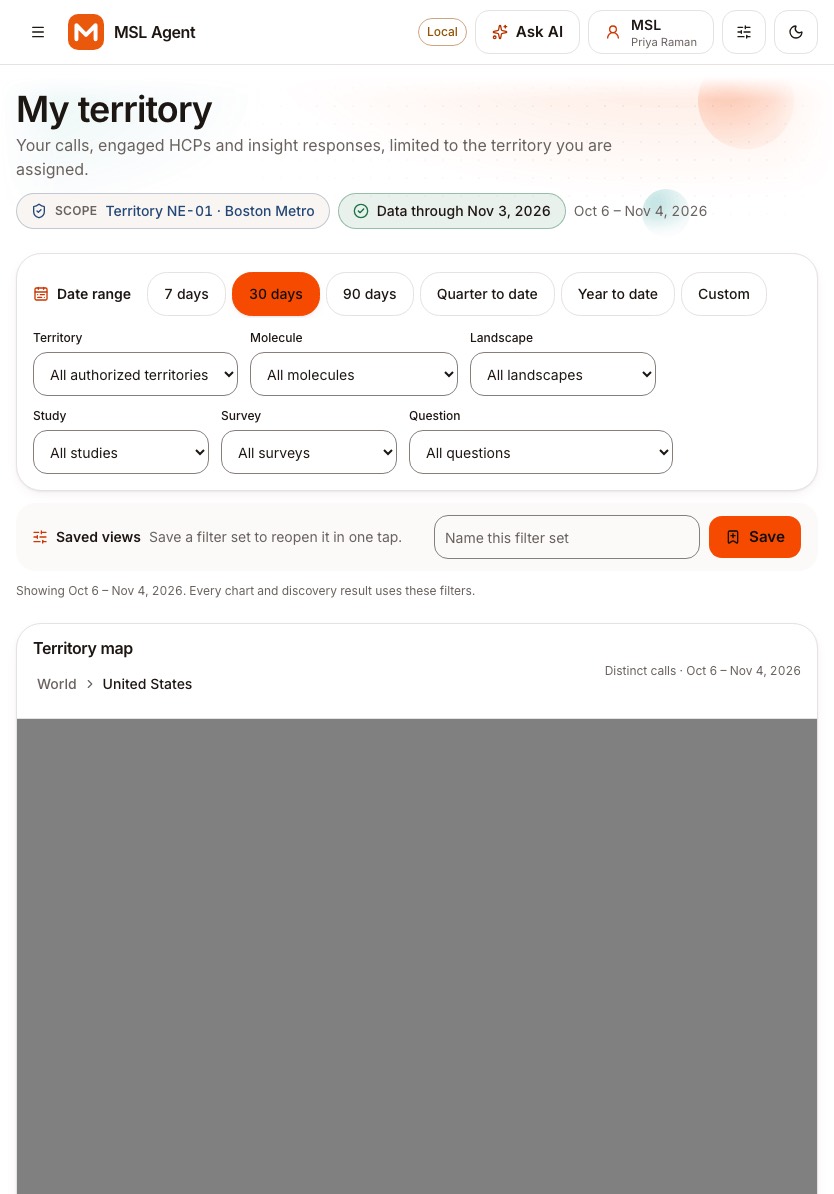 MSL Agent
Local
Ask AI
MSL
Priya Raman
My territory
Your calls, engaged HCPs and insight responses, limited to the territory you are
assigned.
SCOPE Territory NE-01 · Boston Metro
Data through Nov 3, 2026
Oct 6 – Nov 4, 2026
Date range
7 days
30 days
90 days
Quarter to date
Year to date
Custom
Territory
Molecule
Landscape
All authorized territories
All molecules
All landscapes
Study
Survey
Question
All studies
All surveys
All questions
Saved views
Save a filter set to reopen it in one tap.
Name this filter set
Save
Showing Oct 6 – Nov 4, 2026. Every chart and discovery result uses these filters.
Territory map
Distinct calls · Oct 6 – Nov 4, 2026
World > United States